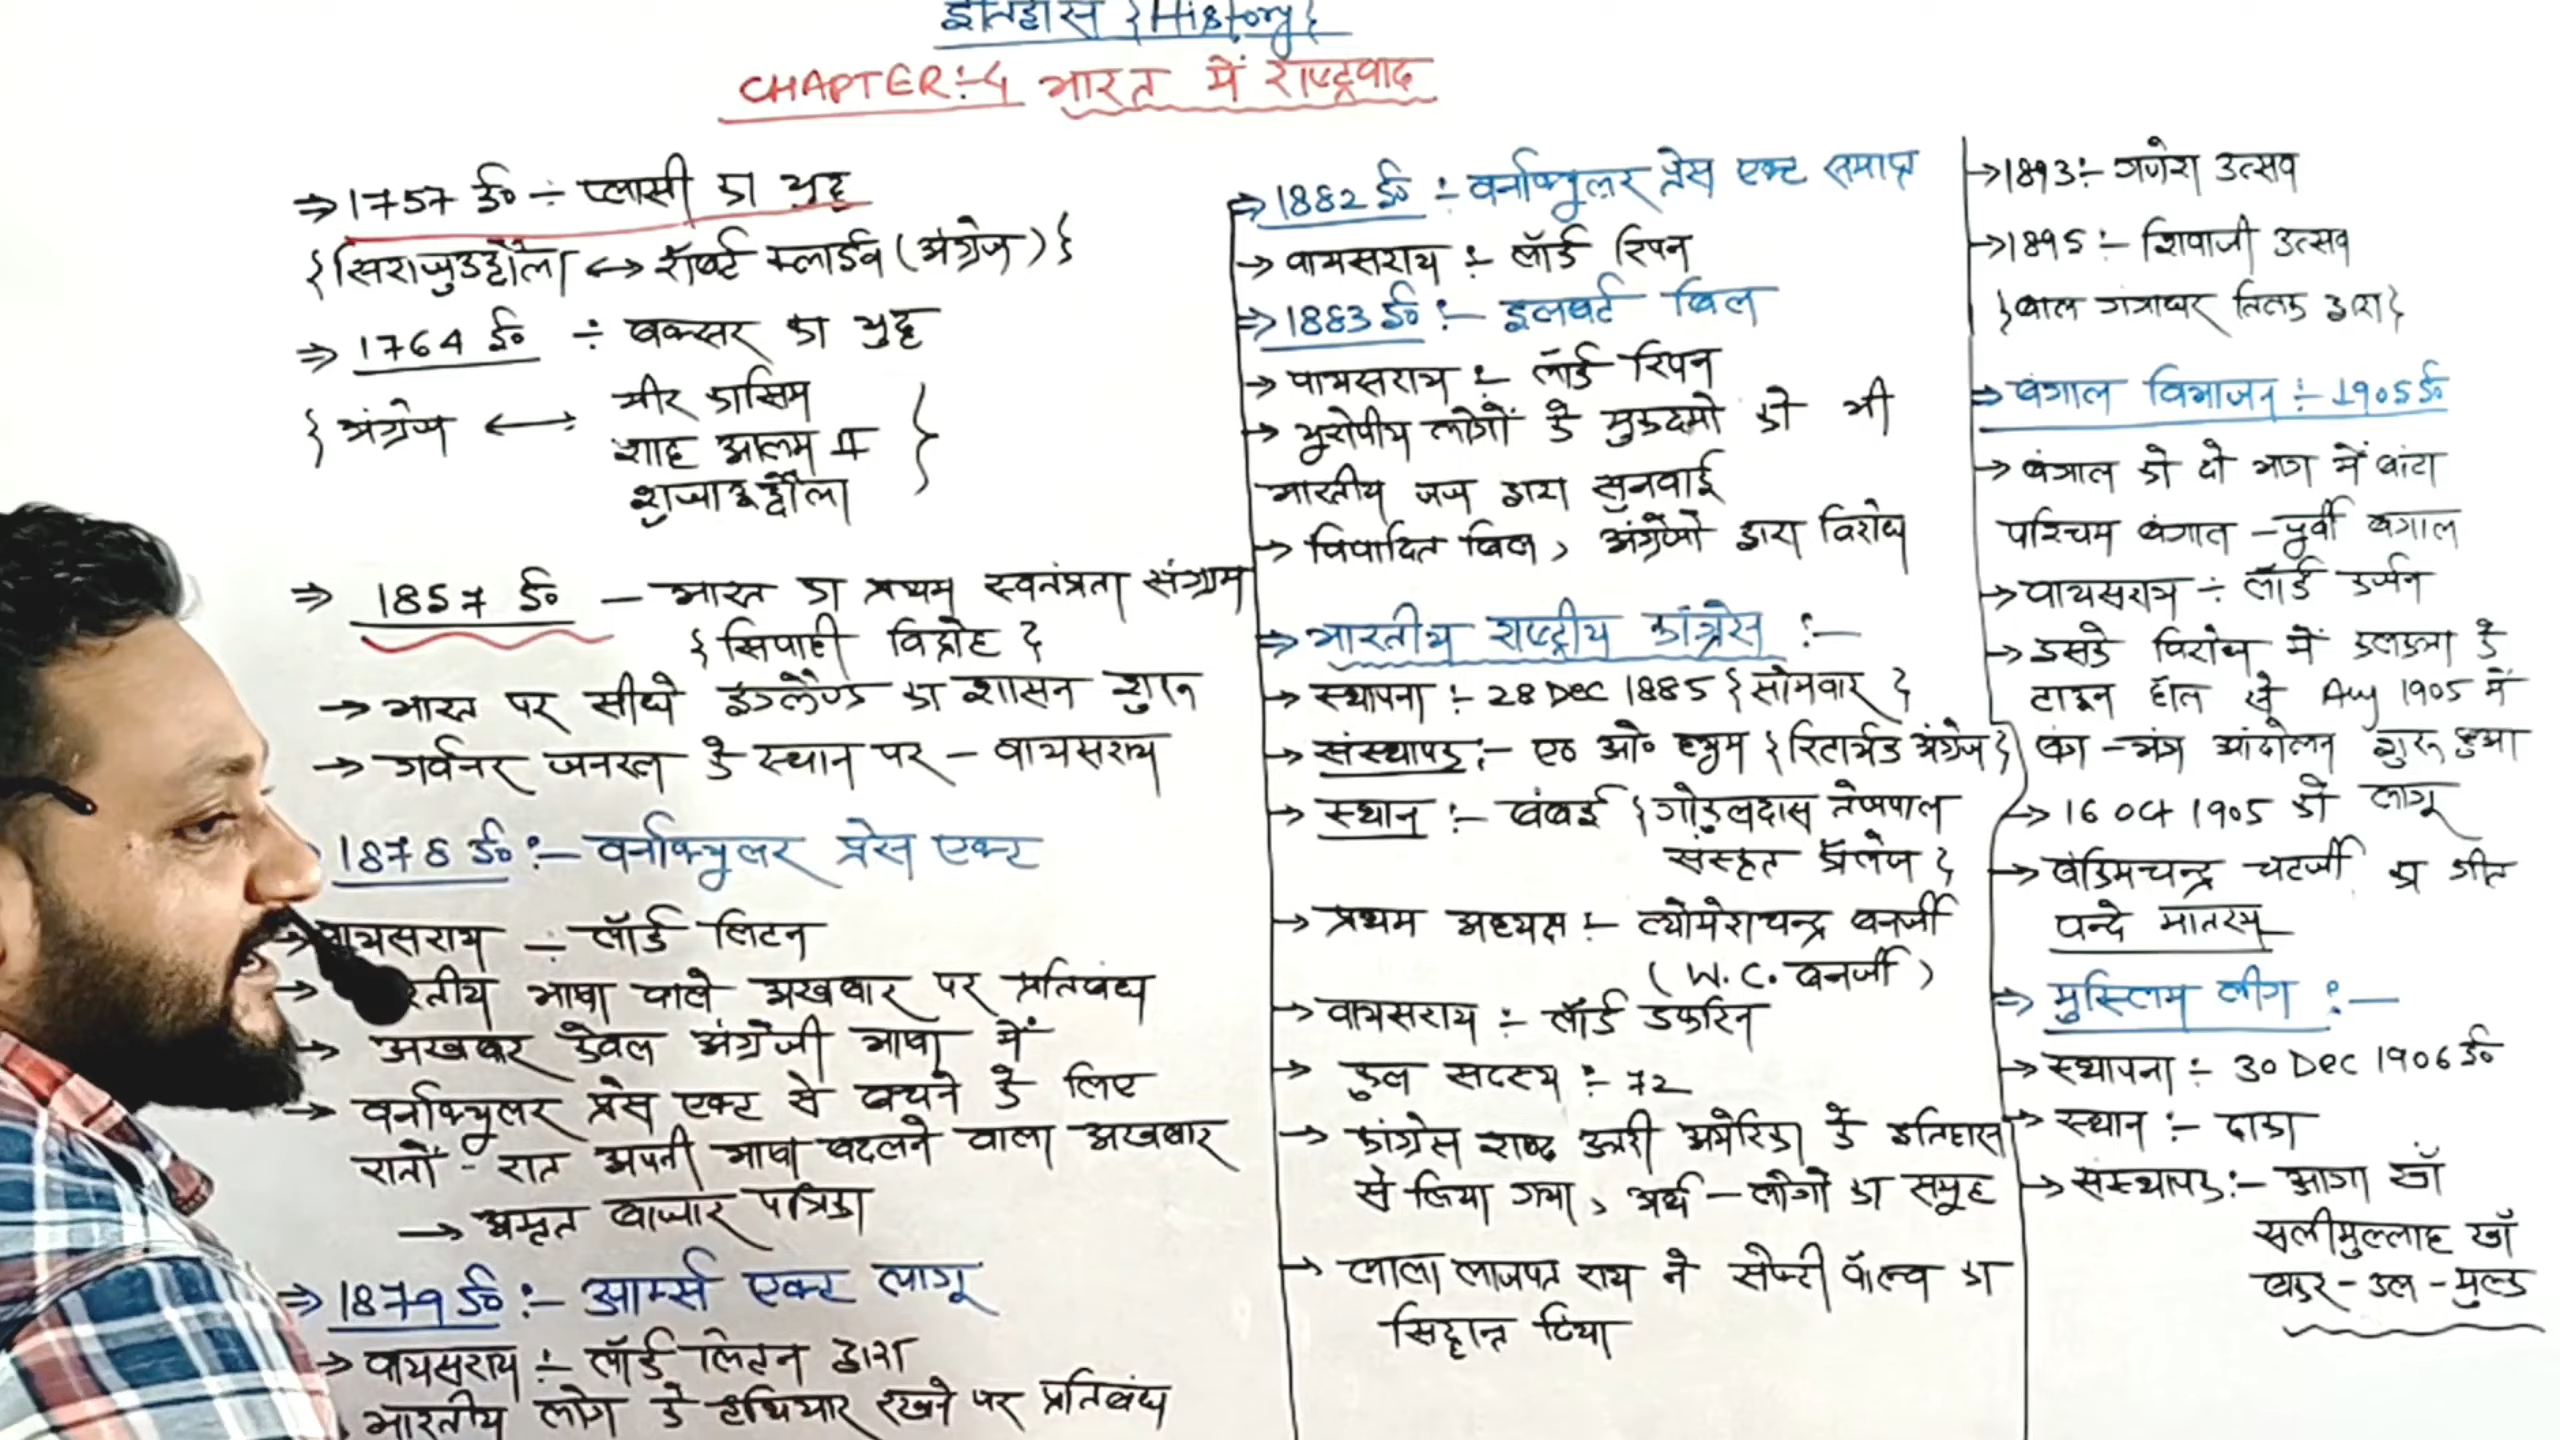 इतिहास {History}
CHAPTER:-4 भारत में राष्ट्रवाद
⇒ 1757 ई० ÷ प्लासी का युद्ध
{सिराजुद्दौला ↔ रॉबर्ट क्लाईव (अंग्रेज)}
⇒ 1764 ई० ÷ बक्सर का युद्ध
{ अंग्रेज ↔ मीर कासिम
शाह आलम II
शुजाउद्दौला }
⇒ 1857 ई० – भारत का प्रथम स्वतंत्रता संग्राम
{ सिपाही विद्रोह }
→ भारत पर सीधे इंग्लैण्ड का शासन शुरू
→ गर्वनर जनरल के स्थान पर – वायसराय
1878 ई० :– वर्नाक्यूलर प्रेस एक्ट
→ वायसराय – लॉर्ड लिटन
→ रतीय भाषा वाले अखबार पर प्रतिबंध
→ अखबार केवल अंग्रेजी भाषा में
→ वर्नाक्यूलर प्रेस एक्ट से बचने के लिए
रातों - रात अपनी भाषा बदलने वाला अखबार
→ अमृत बाजार पत्रिका
⇒ 1879 ई० :– आर्म्स एक्ट लागू
→ वायसराय :– लॉर्ड लिटन द्वारा
भारतीय लोग के हथियार रखने पर प्रतिबंध
⇒ 1882 ई० :– वर्नाक्यूलर प्रेस एक्ट समाप्त
→ वायसराय :– लॉर्ड रिपन
⇒ 1883 ई० :– इलबर्ट बिल
→ वायसराय :– लॉर्ड रिपन
→ यूरोपीय लोगों के मुकदमो को भी
भारतीय जज द्वारा सुनवाई
→ विवादित बिल, अंग्रेजो द्वारा विरोध
⇒ भारतीय राष्ट्रीय कांग्रेस :–
→ स्थापना :- 28 Dec 1885 { सोमवार }
→ संस्थापक :- ए० ओ० ह्यूम {रिटायर्ड अंग्रेज}
→ स्थान :– बंबई {गोकुलदास तेजपाल
संस्कृत कॉलेज }
→ प्रथम अध्यक्ष :– व्योमेशचन्द्र बनर्जी
(W.C. बनर्जी)
→ वायसराय :– लॉर्ड डफरिन
→ कुल सदस्य :- 72
→ कांग्रेस शब्द उत्तरी अमेरिका के इतिहास
से लिया गया, अर्थ – लोगों का समूह
→ लाला लाजपत राय ने सेफ्टी वॉल्व का
सिद्धान्त दिया
→ 1893 :- गणेश उत्सव
→ 1895 :– शिवाजी उत्सव
{बाल गंगाधर तिलक द्वारा}
⇒ बंगाल विभाजन :– 1905 ई०
→ बंगाल को दो भाग में बांटा
पश्चिम बंगाल – पूर्वी बंगाल
→ वायसराय ÷ लॉर्ड कर्जन
→ इसके विरोध में कलकत्ता के
टाऊन हॉल से Aug 1905 में
बंग – भंग आंदोलन शुरू हुआ
→ 16 Oct 1905 को लागू
→ बंकिमचन्द्र चटर्जी का गीत
वन्दे मातरम्
⇒ मुस्लिम लीग :–
→ स्थापना :- 30 Dec 1906 ई०
→ स्थान :– ढाका
→ संस्थापक :– आगा खाँ
सलीमुल्लाह खाँ
वकार – उल – मुल्क